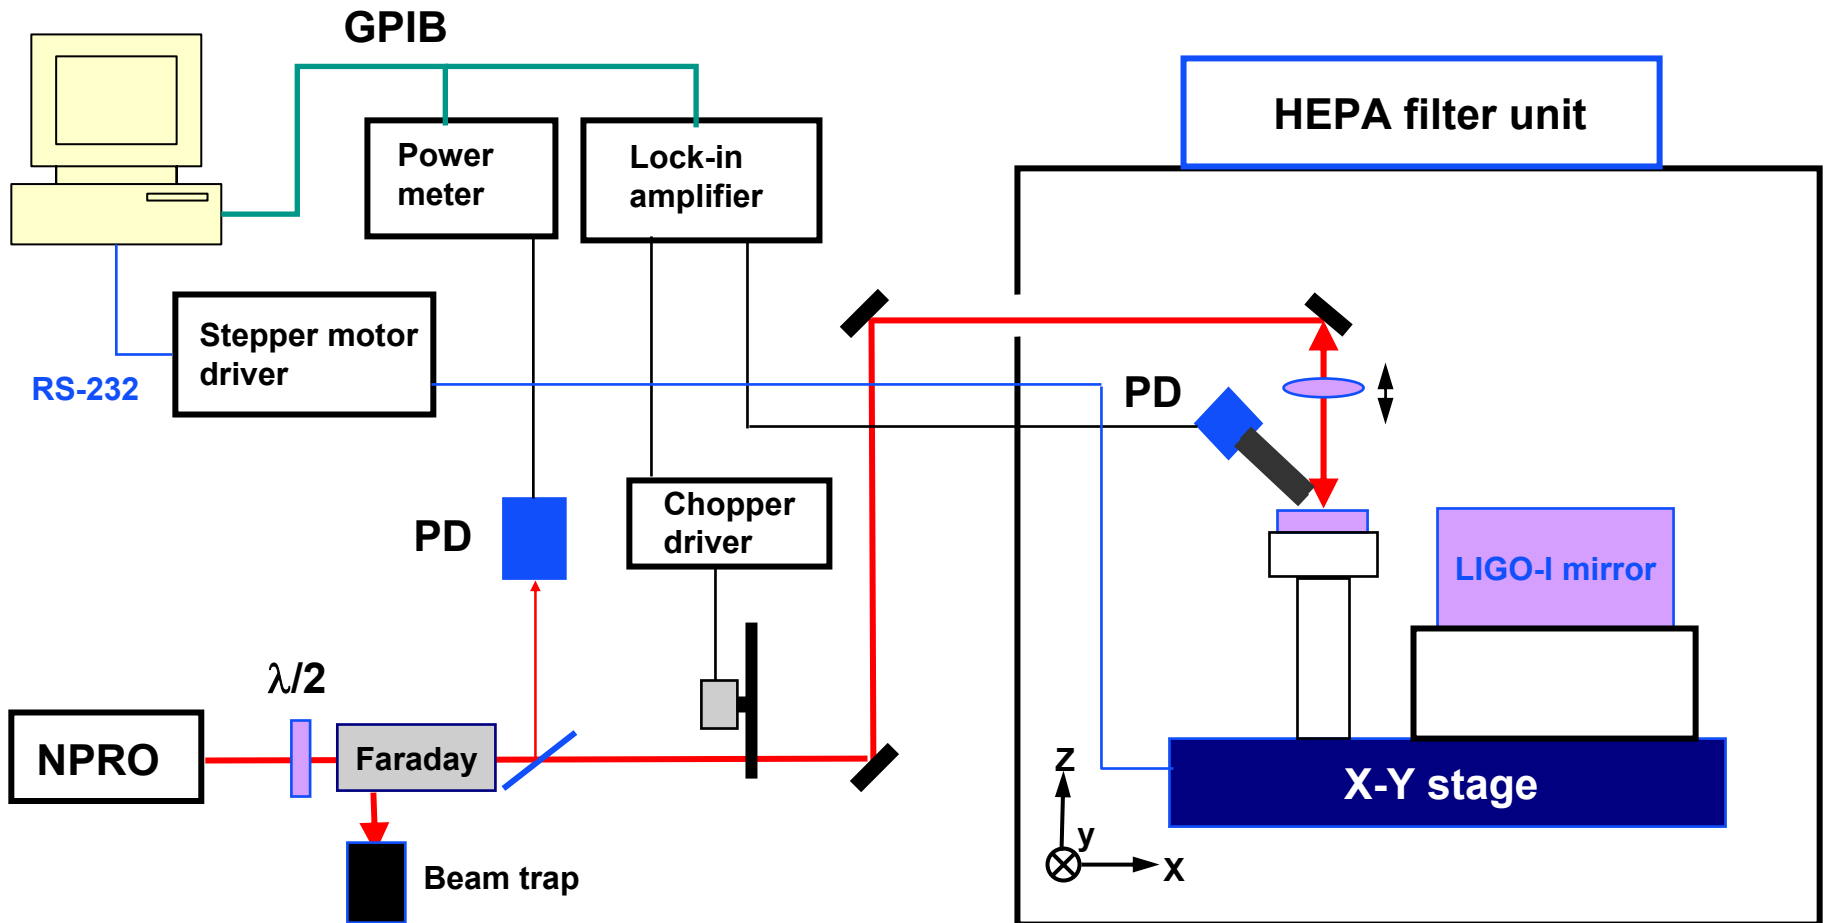 GPIB
HEPA filter unit
Power
meter
Lock-in
amplifier
Stepper motor
driver
RS-232
PD
Chopper
driver
PD
LIGO-I mirror
λ/2
NPRO
Faraday
Z
X-Y stage
y
X
Beam trap